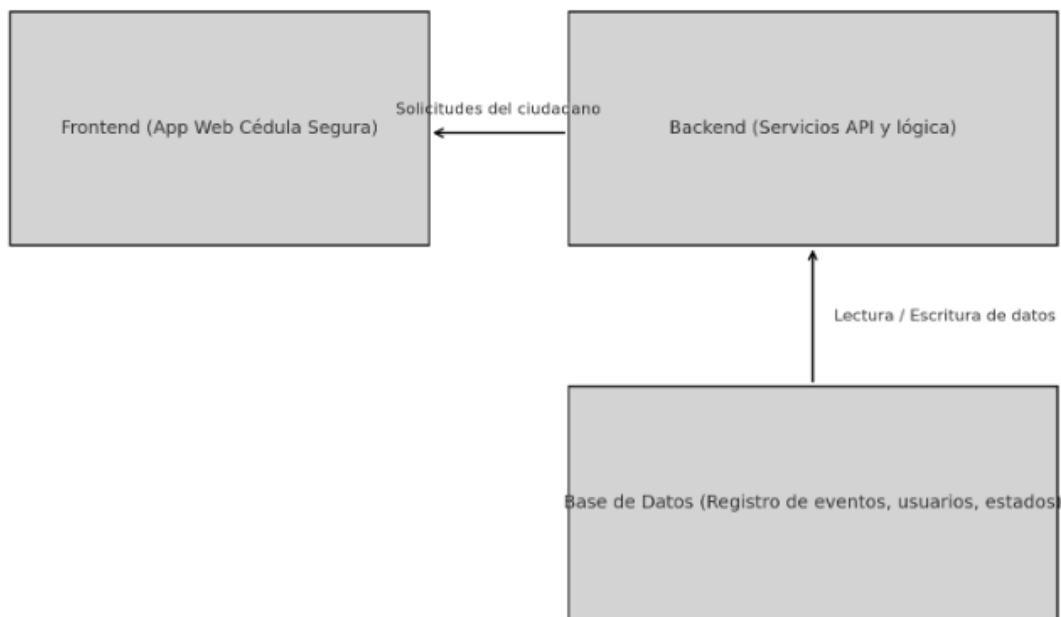 Solicitudes del ciudadano
Frontend (App Web Cédula Segura)
Backend (Servicios API y lógica)
Lectura / Escritura de datos
Base de Datos (Registro de eventos, usuarios, estados)